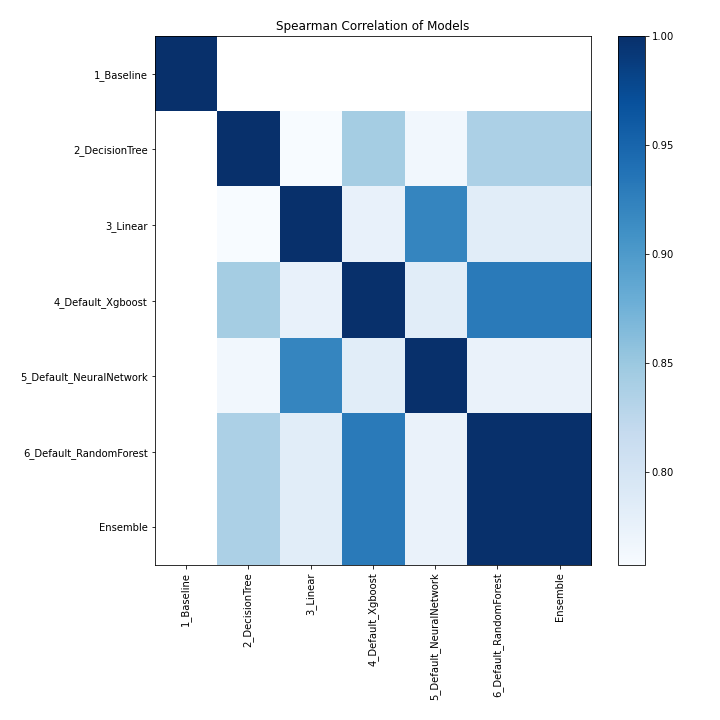 Spearman Correlation of Models
1_Baseline
2_DecisionTree
3_Linear
4_Default_Xgboost
5_Default_NeuralNetwork
6_Default_RandomForest
Ensemble
1.00
0.95
0.90
0.85
0.80
1_Baseline
2_DecisionTree
3_Linear
4_Default_Xgboost
5_Default_NeuralNetwork
6_Default_RandomForest
Ensemble